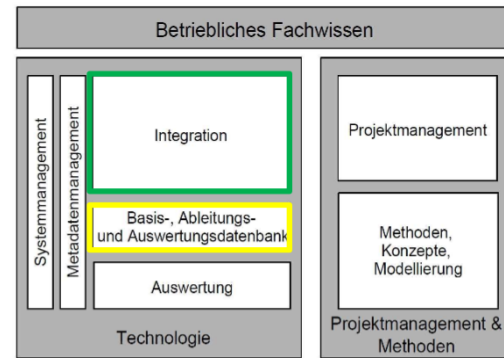 Betriebliches Fachwissen
Systemmanagement
Metadatenmanagement
Integration
Basis-, Ableitungs-
und Auswertungsdatenbank
Auswertung
Technologie
Projektmanagement
Methoden,
Konzepte,
Modellierung
Projektmanagement &
Methoden